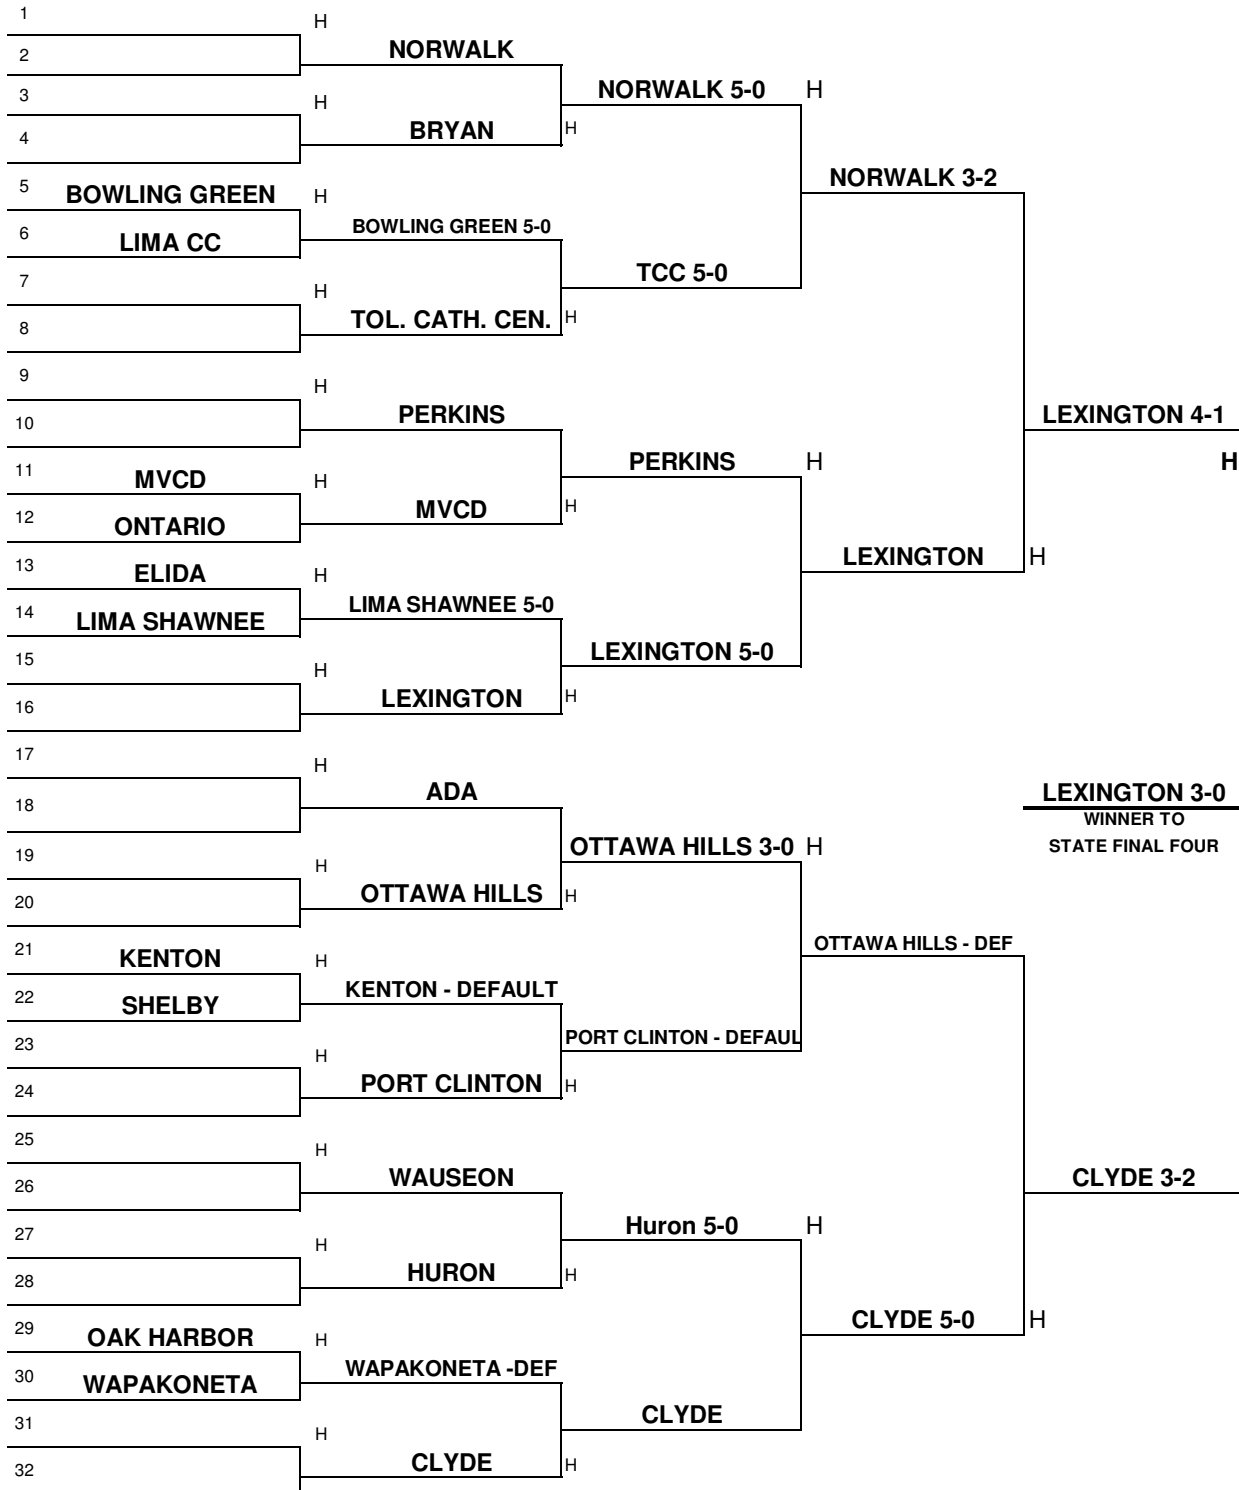 1
H
2
NORWALK
3
H
NORWALK 5-0 H
4
BRYAN H
5 BOWLING GREEN H
NORWALK 3-2
6 LIMA CC
BOWLING GREEN 5-0
7
H
TCC 5-0
8
TOL. CATH. CEN. H
9
H
10
PERKINS
LEXINGTON 4-1
11 MVCD H
PERKINS H
H
12 ONTARIO
MVCD H
13 ELIDA H
LEXINGTON H
14 LIMA SHAWNEE
LIMA SHAWNEE 5-0
15
H
LEXINGTON 5-0
16
LEXINGTON H
17
H
18
ADA
LEXINGTON 3-0
WINNER TO
STATE FINAL FOUR
19
H
OTTAWA HILLS 3-0 H
20
OTTAWA HILLS H
21 KENTON H
OTTAWA HILLS - DEF
22 SHELBY
KENTON - DEFAULT
23
H
PORT CLINTON - DEFAUL
24
PORT CLINTON H
25
H
26
WAUSEON
CLYDE 3-2
27
H
Huron 5-0 H
28
HURON H
29 OAK HARBOR H
CLYDE 5-0 H
30 WAPAKONETA
WAPAKONETA -DEF
31
H
CLYDE
32
CLYDE H